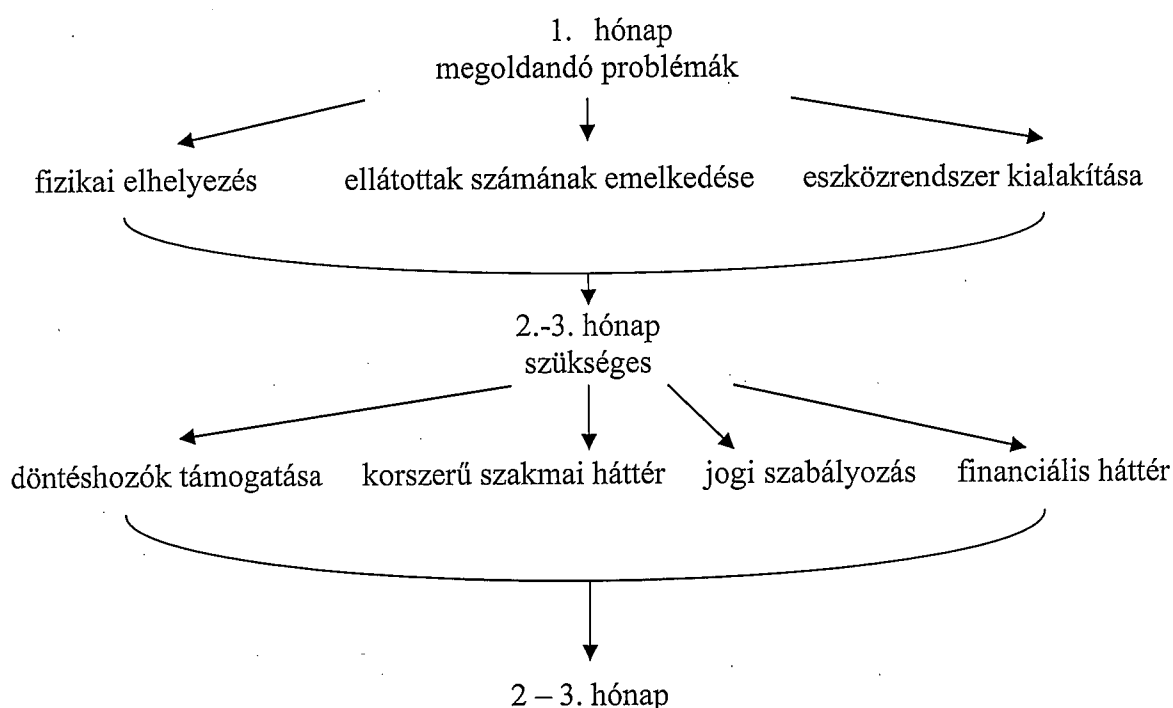 1. hónap
megoldandó problémák
fizikai elhelyezés ellátottak számának emelkedése eszközrendszer kialakítása
2.-3. hónap
szükséges
döntéshozók támogatása korszerű szakmai háttér jogi szabályozás financiális háttér
2 – 3. hónap